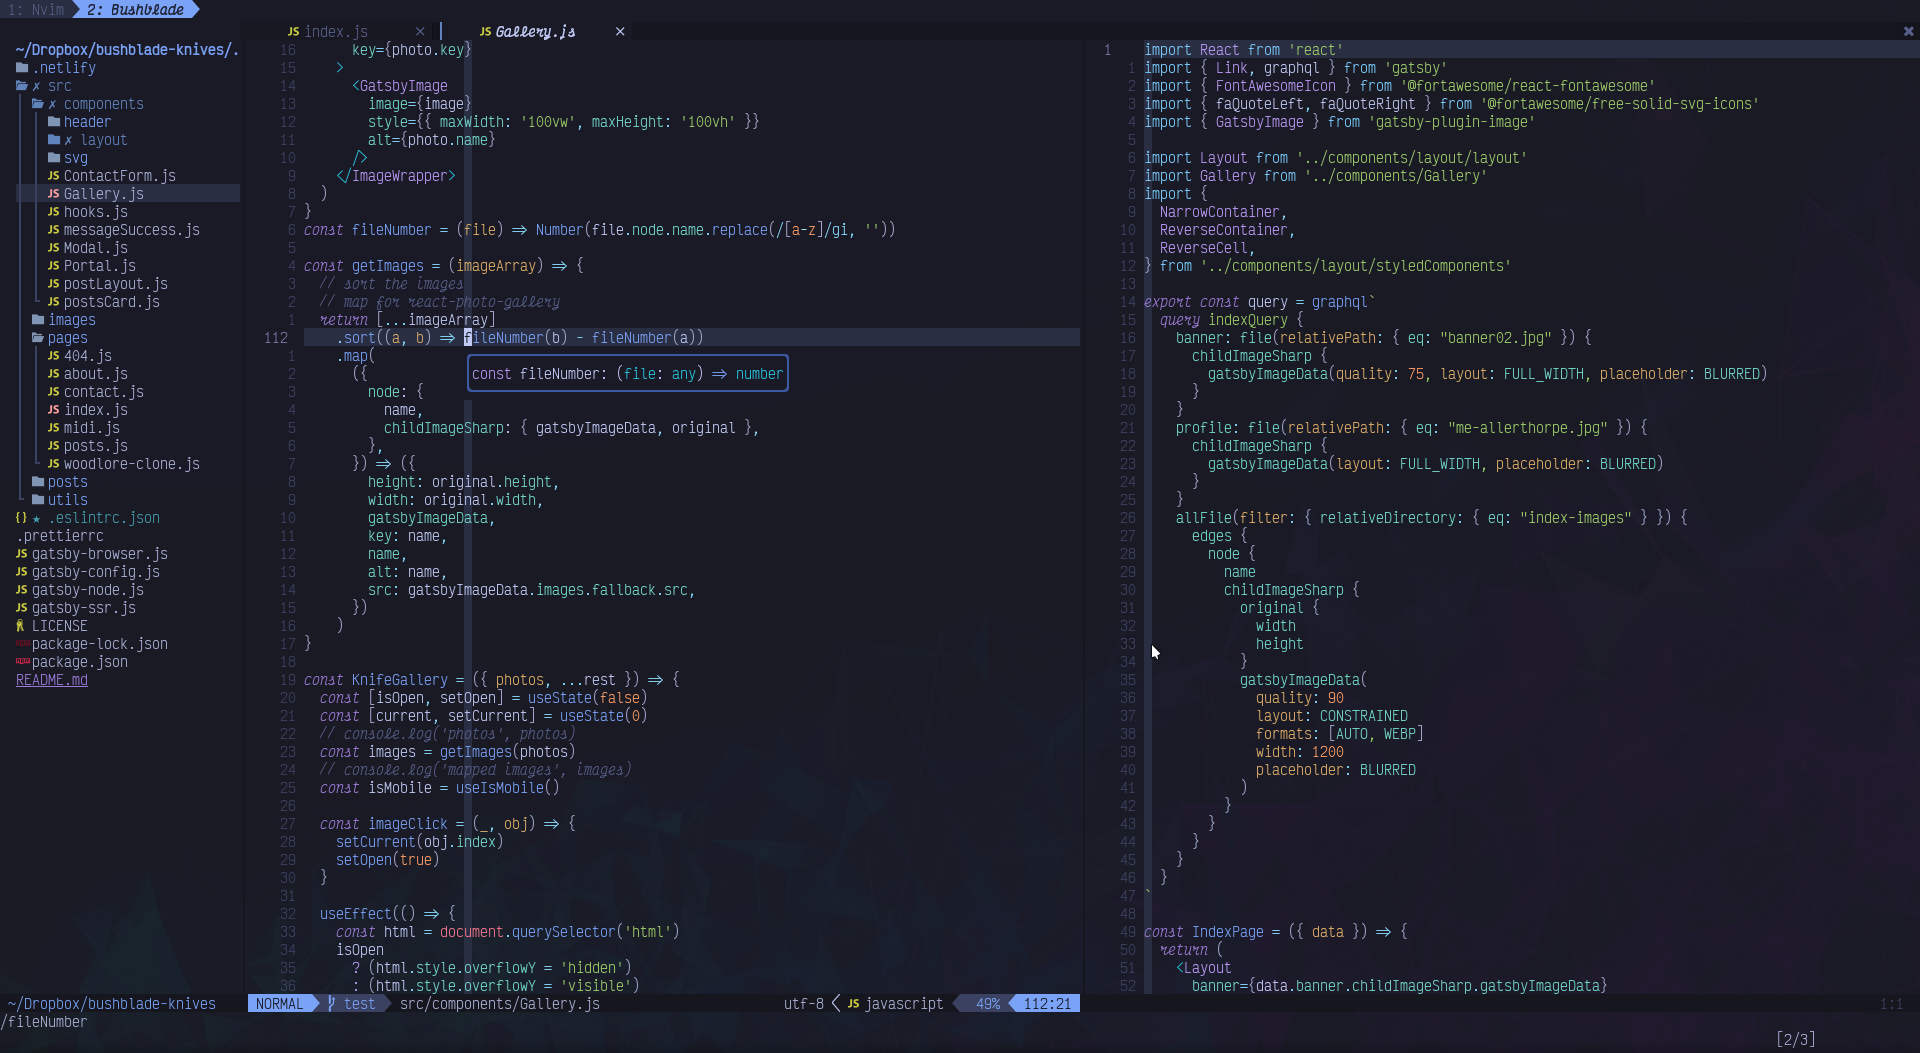 1: Nvim 2: Bushblade
JS index.js × JS Gallery.js × ✖
~/Dropbox/bushblade-knives/.
.netlify
✗ src
✗ components
header
✗ layout
svg
JS ContactForm.js
JS Gallery.js
JS hooks.js
JS messageSuccess.js
JS Modal.js
JS Portal.js
JS postLayout.js
JS postsCard.js
images
pages
JS 404.js
JS about.js
JS contact.js
JS index.js
JS midi.js
JS posts.js
JS woodlore-clone.js
posts
utils
{} ★ .eslintrc.json
.prettierrc
JS gatsby-browser.js
JS gatsby-config.js
JS gatsby-node.js
JS gatsby-ssr.js
LICENSE
package-lock.json
package.json
README.md
~/Dropbox/bushblade-knives
16 key={photo.key}
15 >
14 <GatsbyImage
13 image={image}
12 style={{ maxWidth: '100vw', maxHeight: '100vh' }}
11 alt={photo.name}
10 />
9 </ImageWrapper>
8 )
7 }
6 const fileNumber = (file) => Number(file.node.name.replace(/[a-z]/gi, ''))
5
4 const getImages = (imageArray) => {
3 // sort the images
2 // map for react-photo-gallery
1 return [...imageArray]
112 .sort((a, b) => fileNumber(b) - fileNumber(a))
1 .map(
2 ({
const fileNumber: (file: any) => number
3 node: {
4 name,
5 childImageSharp: { gatsbyImageData, original },
6 },
7 }) => ({
8 height: original.height,
9 width: original.width,
10 gatsbyImageData,
11 key: name,
12 name,
13 alt: name,
14 src: gatsbyImageData.images.fallback.src,
15 })
16 )
17 }
18
19 const KnifeGallery = ({ photos, ...rest }) => {
20 const [isOpen, setOpen] = useState(false)
21 const [current, setCurrent] = useState(0)
22 // console.log('photos', photos)
23 const images = getImages(photos)
24 // console.log('mapped images', images)
25 const isMobile = useIsMobile()
26
27 const imageClick = (_, obj) => {
28 setCurrent(obj.index)
29 setOpen(true)
30 }
31
32 useEffect(() => {
33 const html = document.querySelector('html')
34 isOpen
35 ? (html.style.overflowY = 'hidden')
36 : (html.style.overflowY = 'visible')
NORMAL test src/components/Gallery.js utf-8 JS javascript 49% 112:21
1 import React from 'react'
1 import { Link, graphql } from 'gatsby'
2 import { FontAwesomeIcon } from '@fortawesome/react-fontawesome'
3 import { faQuoteLeft, faQuoteRight } from '@fortawesome/free-solid-svg-icons'
4 import { GatsbyImage } from 'gatsby-plugin-image'
5
6 import Layout from '../components/layout/layout'
7 import Gallery from '../components/Gallery'
8 import {
9 NarrowContainer,
10 ReverseContainer,
11 ReverseCell,
12 } from '../components/layout/styledComponents'
13
14 export const query = graphql`
15 query indexQuery {
16 banner: file(relativePath: { eq: "banner02.jpg" }) {
17 childImageSharp {
18 gatsbyImageData(quality: 75, layout: FULL_WIDTH, placeholder: BLURRED)
19 }
20 }
21 profile: file(relativePath: { eq: "me-allerthorpe.jpg" }) {
22 childImageSharp {
23 gatsbyImageData(layout: FULL_WIDTH, placeholder: BLURRED)
24 }
25 }
26 allFile(filter: { relativeDirectory: { eq: "index-images" } }) {
27 edges {
28 node {
29 name
30 childImageSharp {
31 original {
32 width
33 height
34 }
35 gatsbyImageData(
36 quality: 90
37 layout: CONSTRAINED
38 formats: [AUTO, WEBP]
39 width: 1200
40 placeholder: BLURRED
41 )
42 }
43 }
44 }
45 }
46 }
47 `
48
49 const IndexPage = ({ data }) => {
50 return (
51 <Layout
52 banner={data.banner.childImageSharp.gatsbyImageData}
1:1
/fileNumber
[2/3]